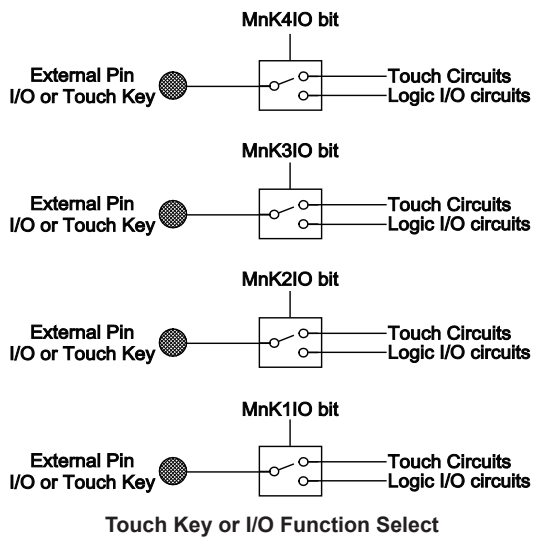 MnK4IO bit
External Pin
I/O or Touch Key
Touch Circuits
Logic I/O circuits
MnK3IO bit
External Pin
I/O or Touch Key
Touch Circuits
Logic I/O circuits
MnK2IO bit
External Pin
I/O or Touch Key
Touch Circuits
Logic I/O circuits
MnK1IO bit
External Pin
I/O or Touch Key
Touch Circuits
Logic I/O circuits
Touch Key or I/O Function Select